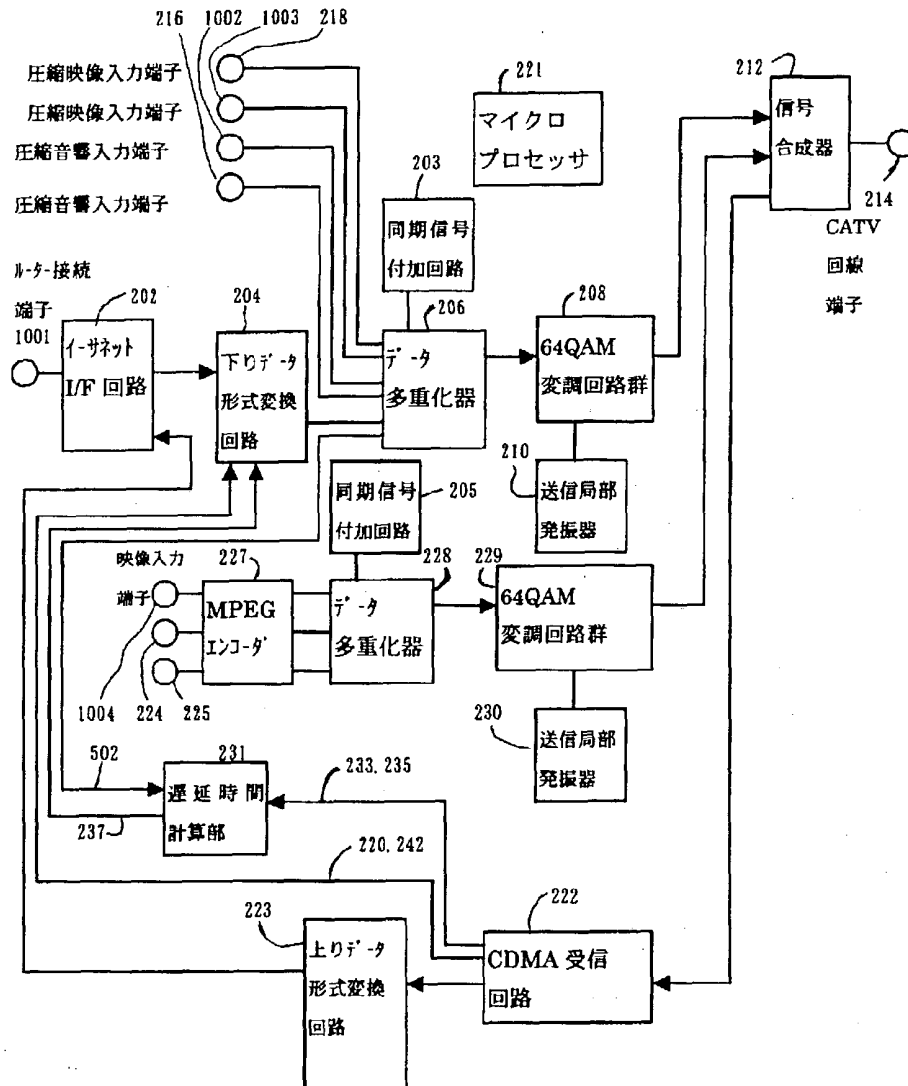 216
1002
1003
218
圧縮映像入力端子
圧縮映像入力端子
圧縮音響入力端子
圧縮音響入力端子
221
マイクロ
プロセッサ
212
信号
合成器
214
CATV
回線
端子
203
同期信号
付加回路
ルーター接続
端子
1001
202
イーサネット
I/F 回路
204
下りデータ
形式変換
回路
206
データ
多重化器
208
64QAM
変調回路群
210
送信局部
発振器
同期信号
付加回路
205
映像入力
端子
227
MPEG
エンコーダ
228
データ
多重化器
229
64QAM
変調回路群
1004
224
225
230
送信局部
発振器
502
231
遅延時間
計算部
233, 235
237
220, 242
223
上りデータ
形式変換
回路
222
CDMA 受信
回路